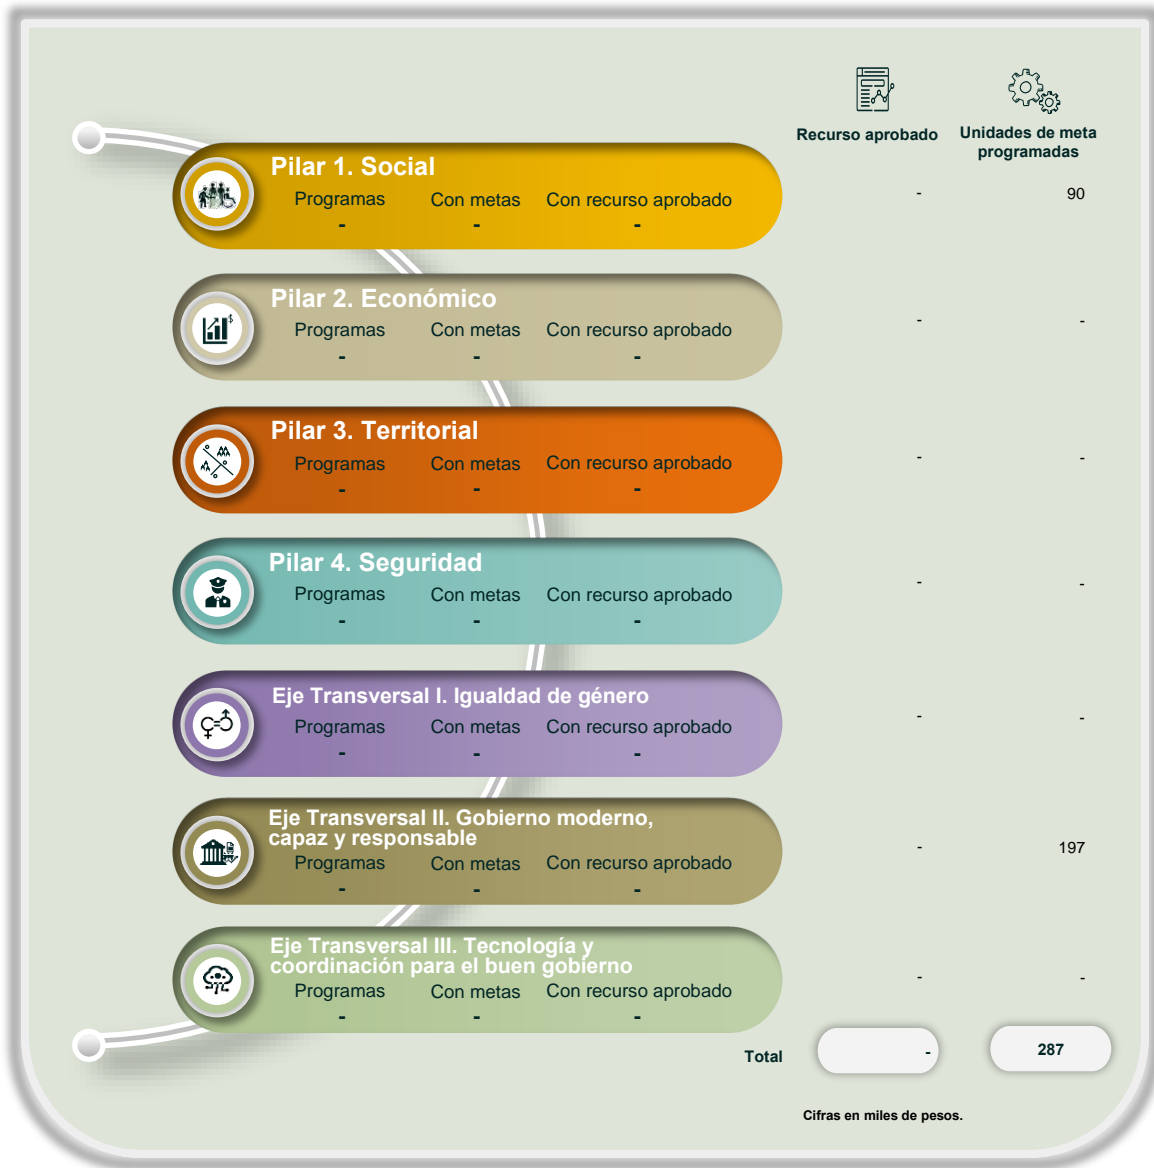 Recurso aprobado
Unidades de meta
programadas
Pilar 1. Social
Programas Con metas Con recurso aprobado
- - -
- 90
Pilar 2. Económico
Programas Con metas Con recurso aprobado
- - -
- -
Pilar 3. Territorial
Programas Con metas Con recurso aprobado
- - -
- -
Pilar 4. Seguridad
Programas Con metas Con recurso aprobado
- - -
- -
Eje Transversal I. Igualdad de género
Programas Con metas Con recurso aprobado
- - -
- -
Eje Transversal II. Gobierno moderno,
capaz y responsable
Programas Con metas Con recurso aprobado
- - -
- 197
Eje Transversal III. Tecnología y
coordinación para el buen gobierno
Programas Con metas Con recurso aprobado
- - -
- -
Total - 287
Cifras en miles de pesos.